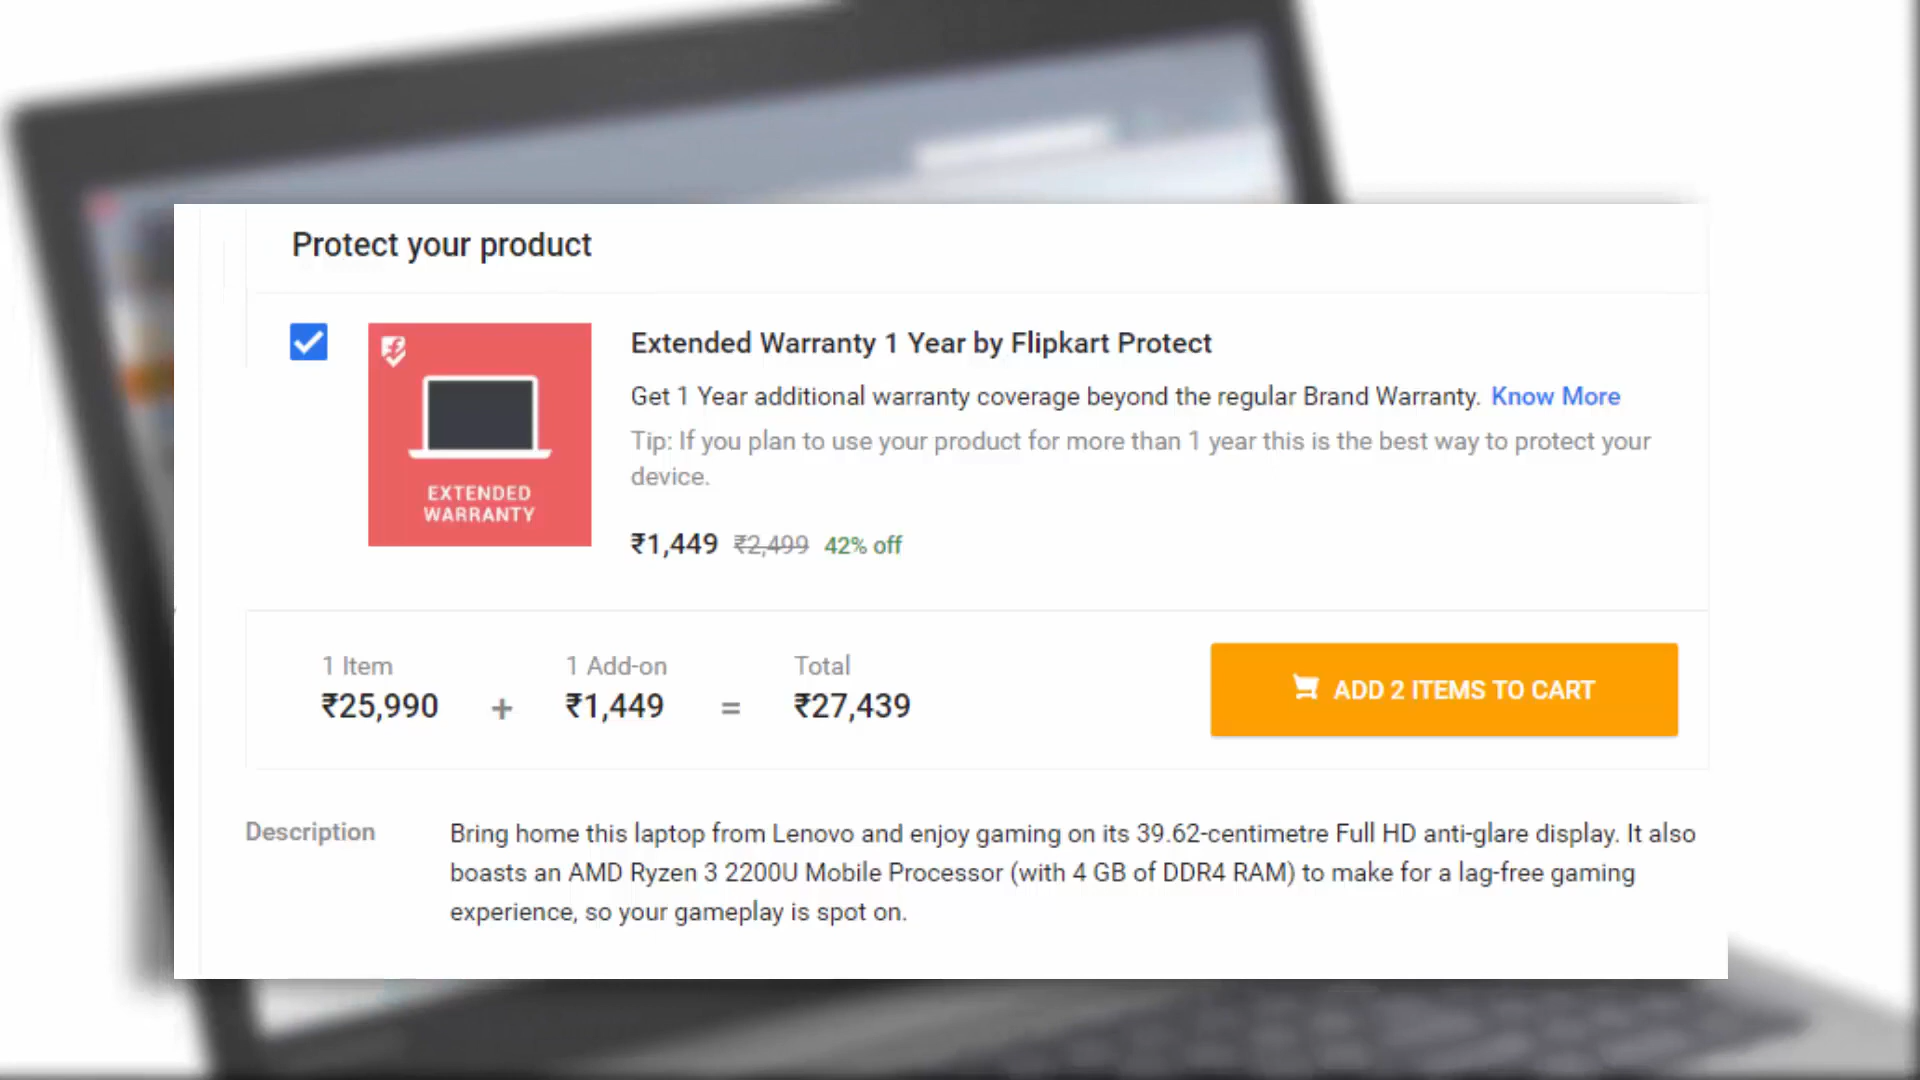 Protect your product
EXTENDED
WARRANTY
Extended Warranty 1 Year by Flipkart Protect
Get 1 Year additional warranty coverage beyond the regular Brand Warranty. Know More
Tip: If you plan to use your product for more than 1 year this is the best way to protect your
device.
₹1,449 ₹2,499 42% off
1 Item 1 Add-on Total
₹25,990 + ₹1,449 = ₹27,439
ADD 2 ITEMS TO CART
Description
Bring home this laptop from Lenovo and enjoy gaming on its 39.62-centimetre Full HD anti-glare display. It also
boasts an AMD Ryzen 3 2200U Mobile Processor (with 4 GB of DDR4 RAM) to make for a lag-free gaming
experience, so your gameplay is spot on.